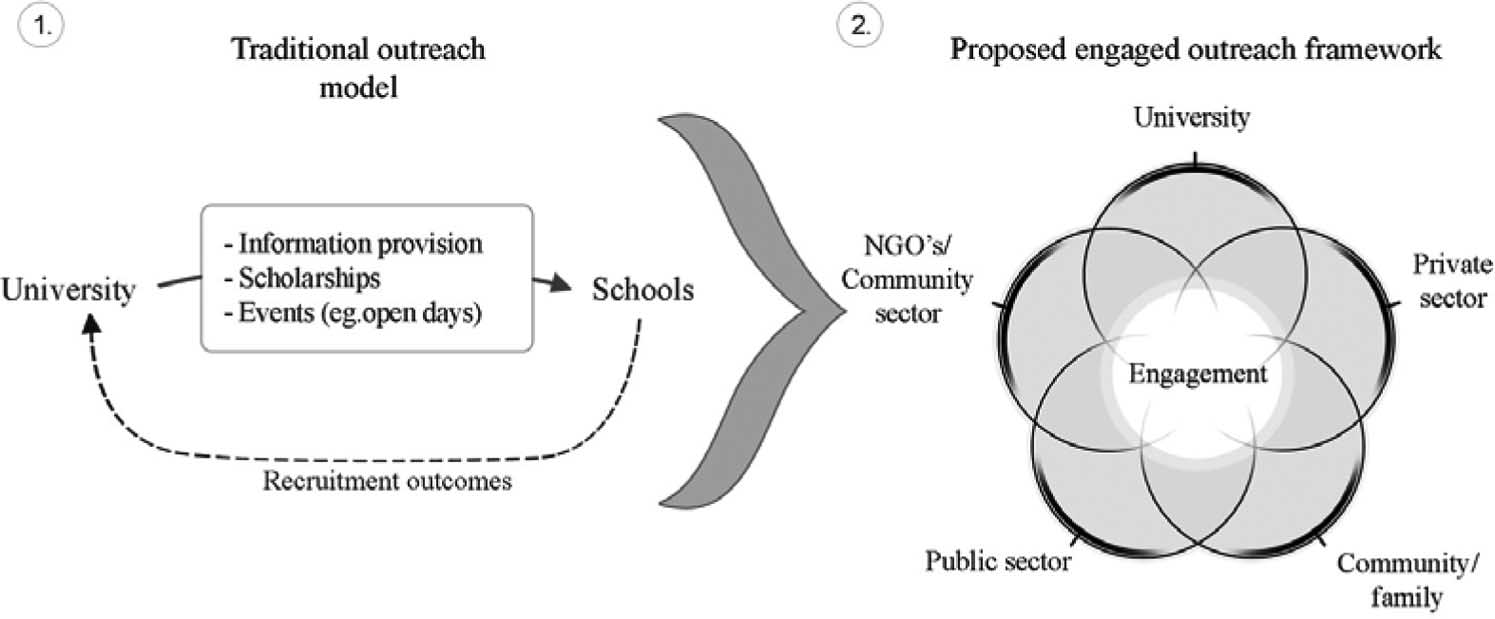 1.
Traditional outreach
model
University
- Information provision
- Scholarships
- Events (eg.open days)
Schools
Recruitment outcomes
2.
Proposed engaged outreach framework
University
NGO's/
Community
sector
Private
sector
Engagement
Public sector
Community/
family